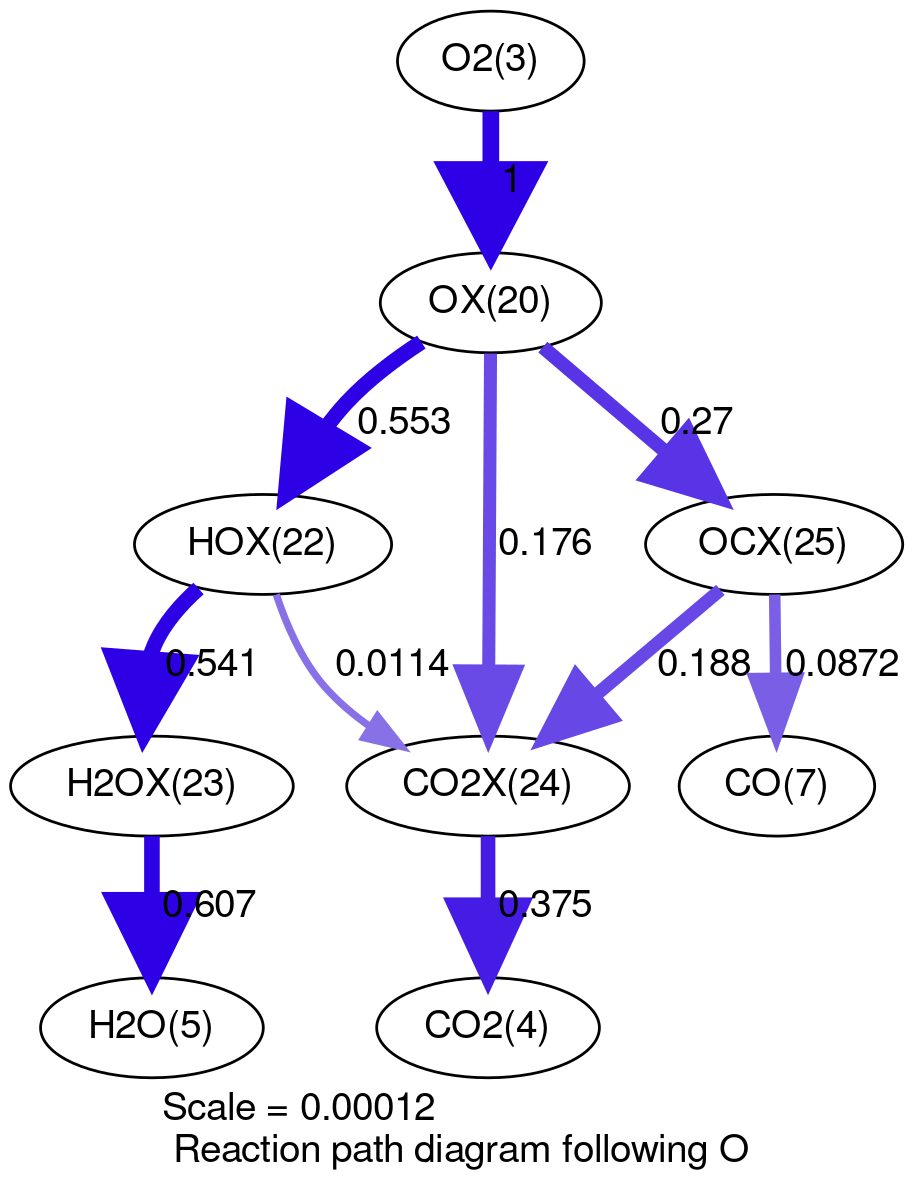 O2(3)
1
OX(20)
0.553
0.27
HOX(22)
0.176
OCX(25)
0.541
0.0114
0.188
0.0872
H2OX(23)
CO2X(24)
CO(7)
0.607
0.375
H2O(5)
CO2(4)
Scale = 0.00012
Reaction path diagram following O